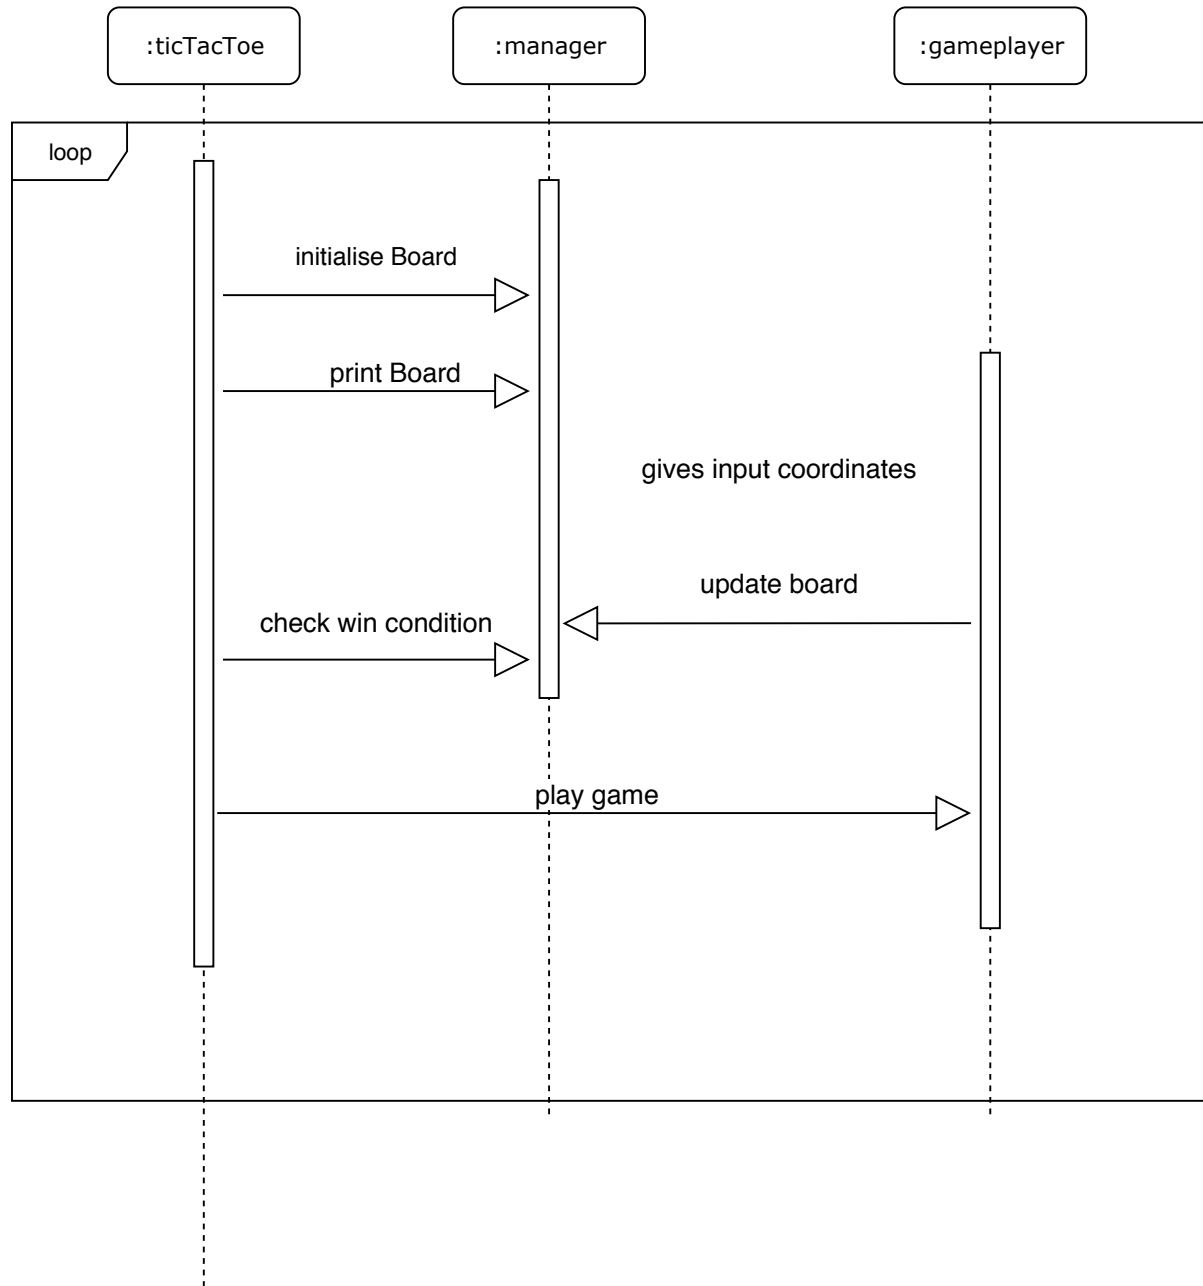 :ticTacToe
:manager
:gameplayer
loop
initialise Board
print Board
gives input coordinates
update board
check win condition
play game